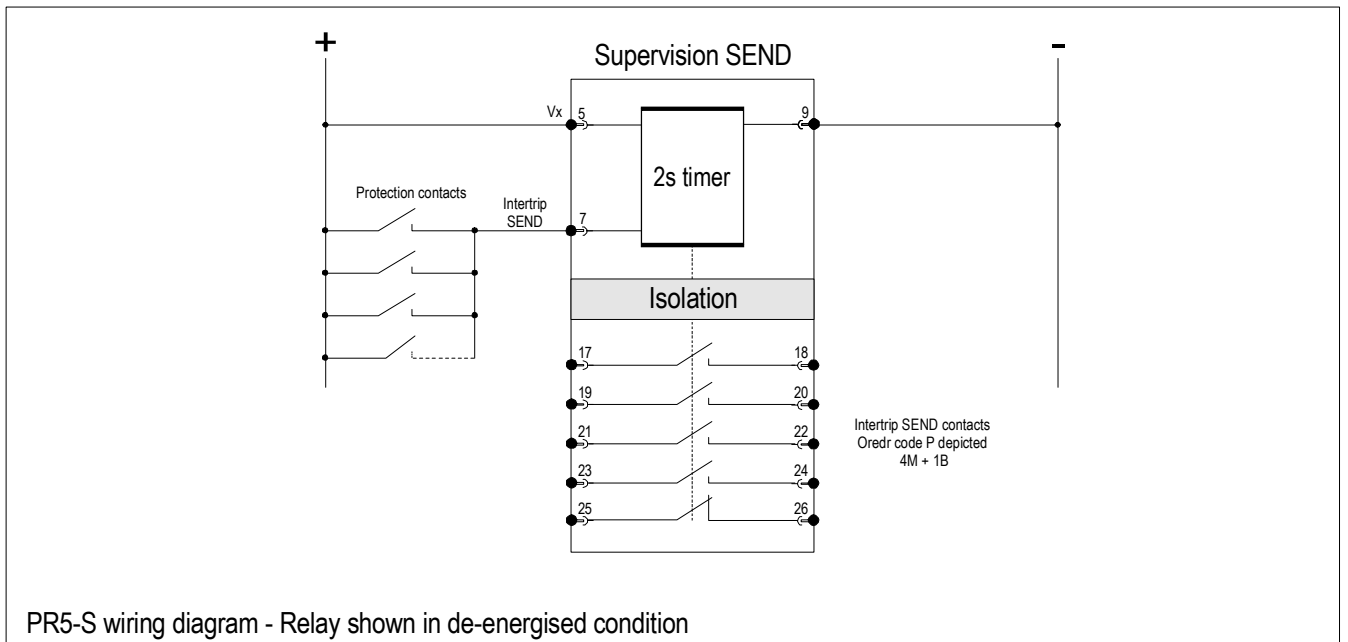 +
-
Supervision SEND
Vx
5
9
2s timer
Protection contacts
Intertrip
SEND
7
Isolation
17
18
19
20
21
22
Intertrip SEND contacts
Oredr code P depicted
4M + 1B
23
24
25
26
PR5-S wiring diagram - Relay shown in de-energised condition